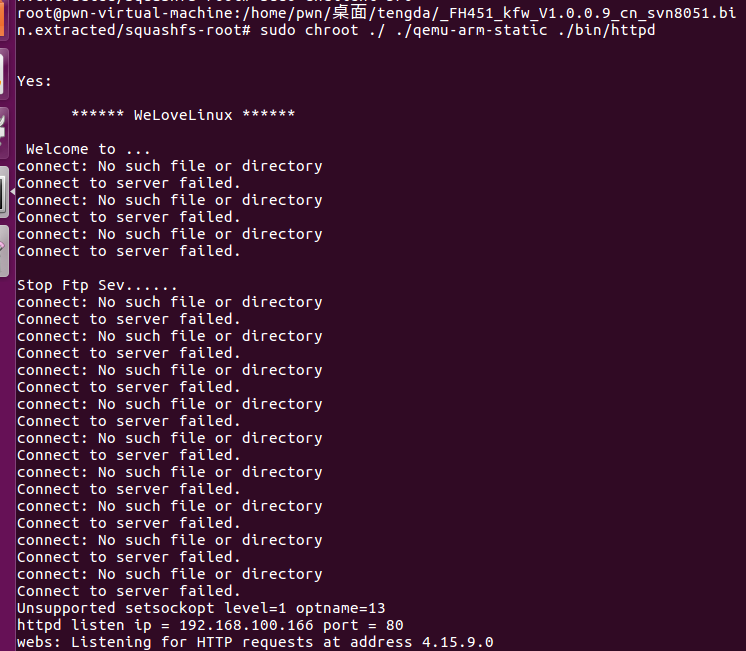 root@pwn-virtual-machine:/home/pwn/桌面/tengda/_FH451_kfw_V1.0.0.9_cn_svn8051.bi
n.extracted/squashfs-root# sudo chroot ./ ./qemu-arm-static ./bin/httpd
Yes:
****** WeLoveLinux ******
Welcome to ...
connect: No such file or directory
Connect to server failed.
connect: No such file or directory
Connect to server failed.
connect: No such file or directory
Connect to server failed.
Stop Ftp Sev......
connect: No such file or directory
Connect to server failed.
connect: No such file or directory
Connect to server failed.
connect: No such file or directory
Connect to server failed.
connect: No such file or directory
Connect to server failed.
connect: No such file or directory
Connect to server failed.
connect: No such file or directory
Connect to server failed.
connect: No such file or directory
Connect to server failed.
connect: No such file or directory
Connect to server failed.
connect: No such file or directory
Connect to server failed.
Unsupported setsockopt level=1 optname=13
httpd listen ip = 192.168.100.166 port = 80
webs: Listening for HTTP requests at address 4.15.9.0